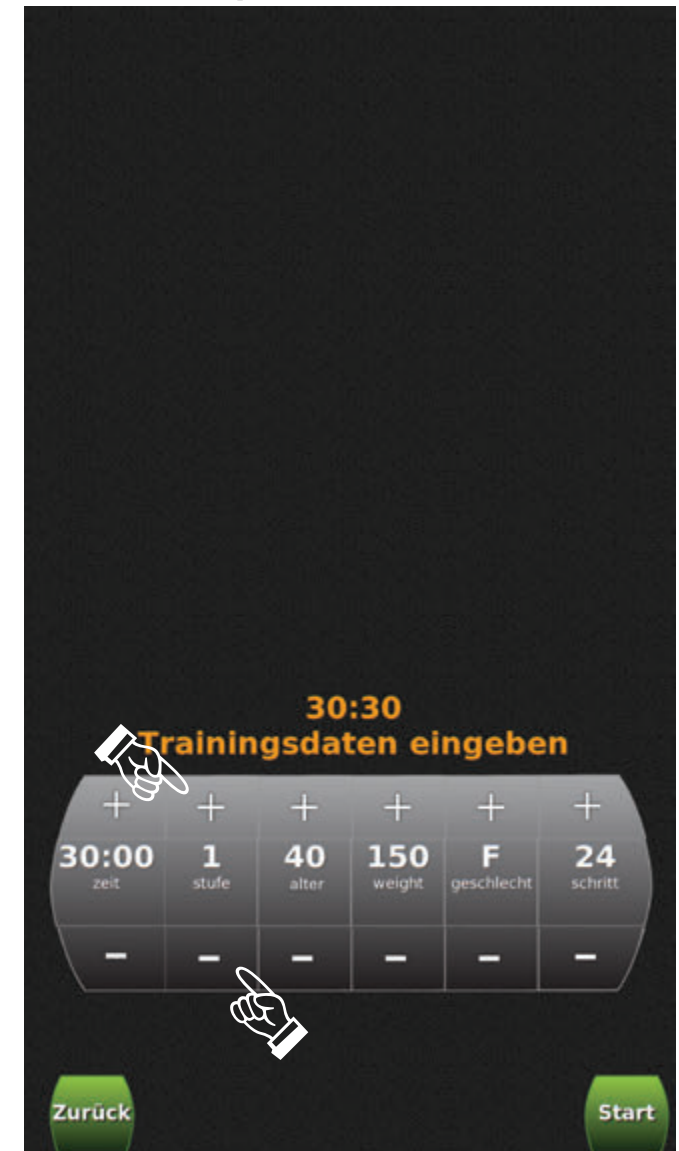 30:30
Trainingsdaten eingeben
+ + + + + +
30:00 1 40 150 F 24
zeit stufe alter weight geschlecht schritt
– – – – – –
Zurück Start